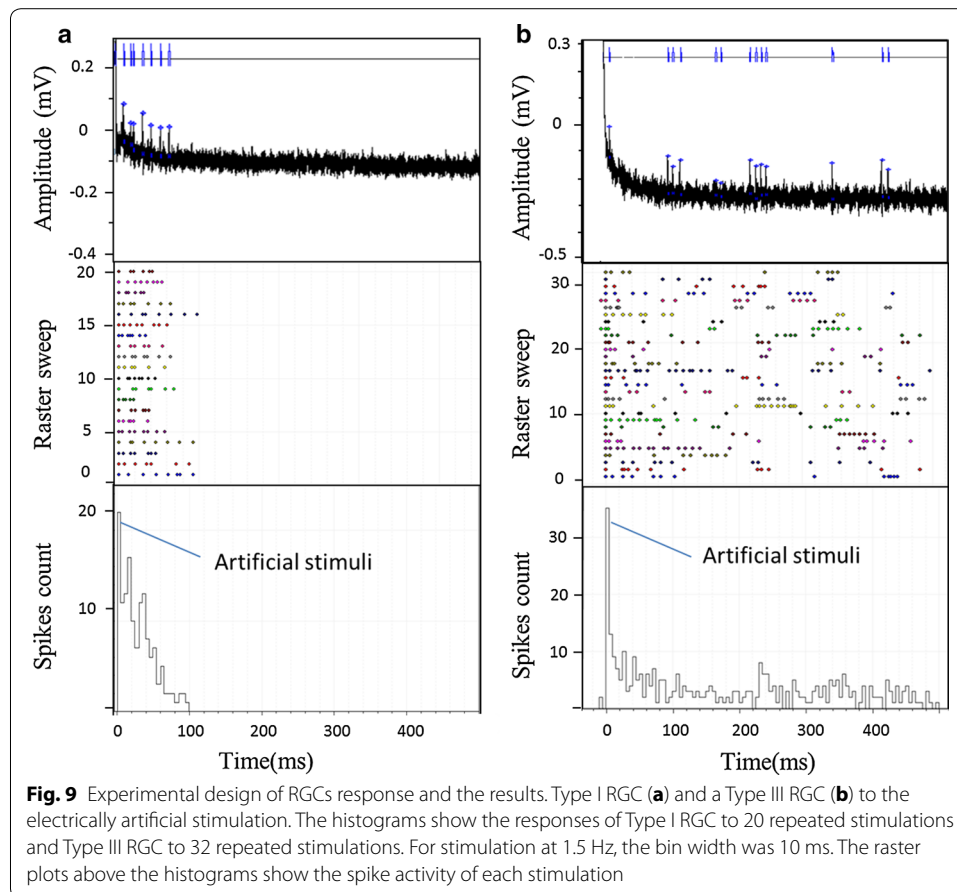 a
0.2
0
-0.2
-0.4
Amplitude (mV)
20
15
10
5
0
Raster sweep
20
10
Spikes count
Artificial stimuli
0 100 200 300 400
Time(ms)
b
0.3
0
-0.5
Amplitude (mV)
30
20
10
0
Raster sweep
30
20
10
Spikes count
Artificial stimuli
0 100 200 300 400
Time(ms)
Fig. 9 Experimental design of RGCs response and the results. Type I RGC (a) and a Type III RGC (b) to the
electrically artificial stimulation. The histograms show the responses of Type I RGC to 20 repeated stimulations
and Type III RGC to 32 repeated stimulations. For stimulation at 1.5 Hz, the bin width was 10 ms. The raster
plots above the histograms show the spike activity of each stimulation